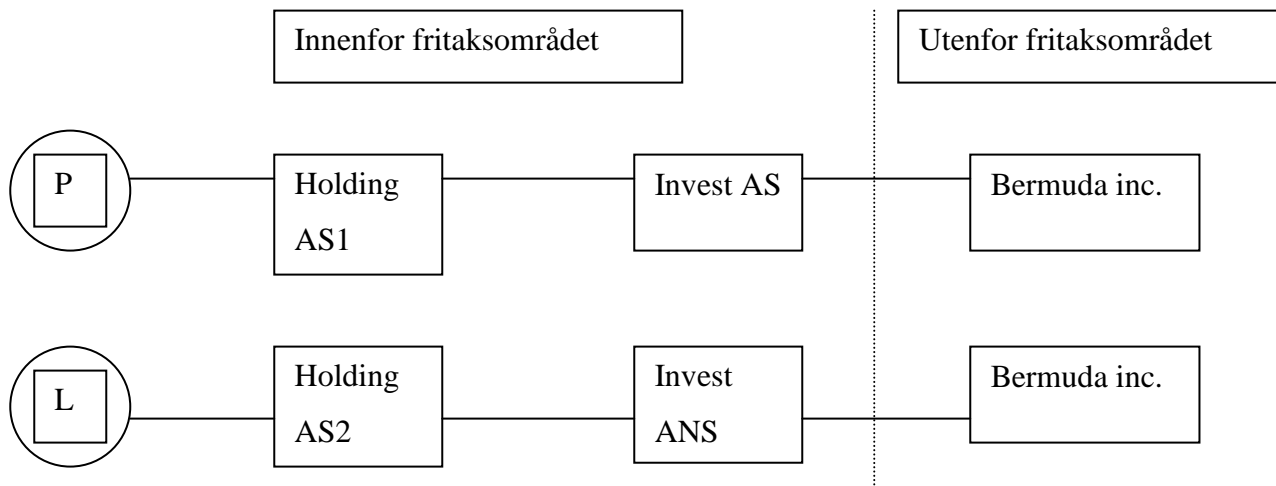 Innenfor fritaksområdet
Utenfor fritaksområdet
P
Holding
AS1
Invest AS
Bermuda inc.
L
Holding
AS2
Invest
ANS
Bermuda inc.